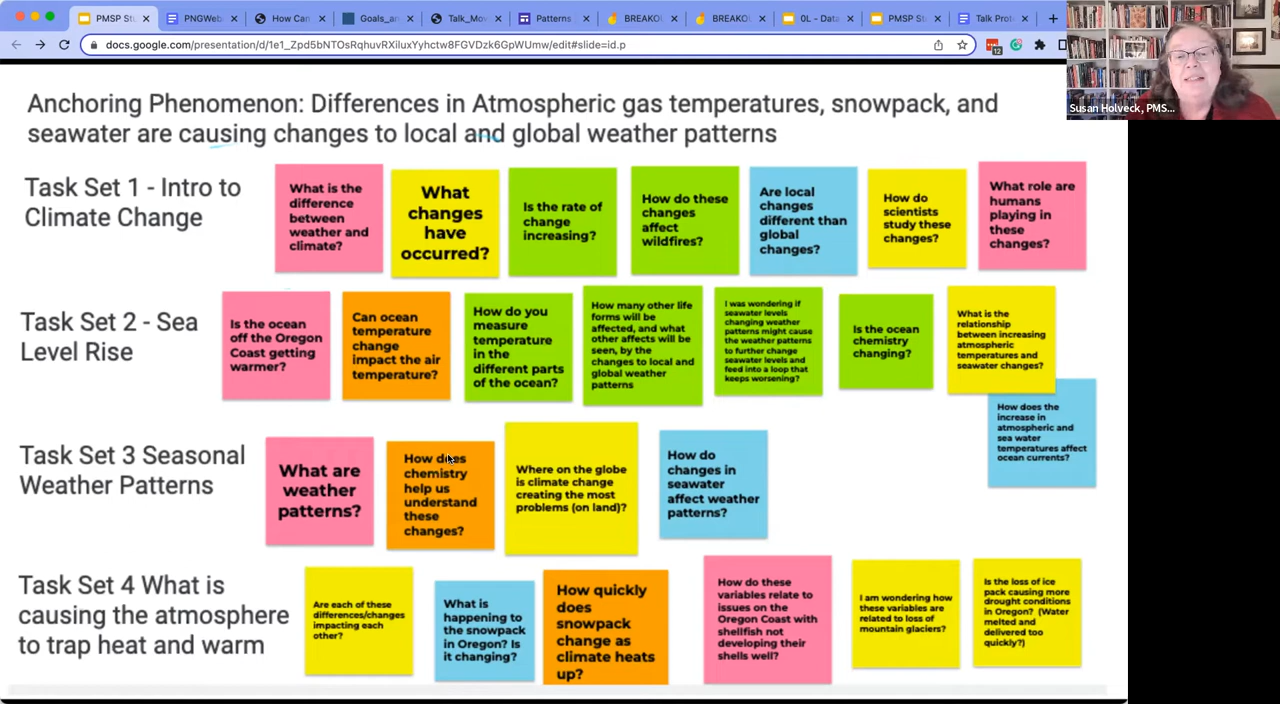 PMSP St
PNGWeb
How Can
Goals_an
Talk_Mov
Patterns
BREAKO
BREAKO
0L - Data
PMSP St
Talk Prot
docs.google.com/presentation/d/1e1_Zpd5bNTOsRqhuvRXiluxYyhctw8FGVDzk6GpWUmw/edit#slide=id.p
12
Susan Holveck, PMS...
Anchoring Phenomenon: Differences in Atmospheric gas temperatures, snowpack, and
seawater are causing changes to local and global weather patterns
Task Set 1 - Intro to
Climate Change
What is the
difference
between
weather and
climate?
What
changes
have
occurred?
Is the rate of
change
increasing?
How do these
changes
affect
wildfires?
Are local
changes
different than
global
changes?
How do
scientists
study these
changes?
What role are
humans
playing in
these
changes?
Task Set 2 - Sea
Level Rise
Is the ocean
off the Oregon
Coast getting
warmer?
Can ocean
temperature
change
impact the air
temperature?
How do you
measure
temperature
in the
different parts
of the ocean?
How many other life
forms will be
affected, and what
other affects will be
seen, by the
changes to local and
global weather
patterns
I was wondering if
seawater levels
changing weather
patterns might cause
the weather patterns
to further change
seawater levels and
feed into a loop that
keeps worsening?
Is the ocean
chemistry
changing?
What is the
relationship
between increasing
atmospheric
temperatures and
seawater changes?
How does the
increase in
atmospheric and
sea water
temperatures affect
ocean currents?
Task Set 3 Seasonal
Weather Patterns
What are
weather
patterns?
How does
chemistry
help us
understand
these
changes?
Where on the globe
is climate change
creating the most
problems (on land)?
How do
changes in
seawater
affect weather
patterns?
Task Set 4 What is
causing the atmosphere
to trap heat and warm
Are each of these
differences/changes
impacting each
other?
What is
happening to
the snowpack
in Oregon? Is
it changing?
How quickly
does
snowpack
change as
climate heats
up?
How do these
variables relate to
issues on the
Oregon Coast with
shellfish not
developing their
shells well?
I am wondering how
these variables are
related to loss of
mountain glaciers?
Is the loss of ice
pack causing more
drought conditions
in Oregon? (Water
melted and
delivered too
quickly?)